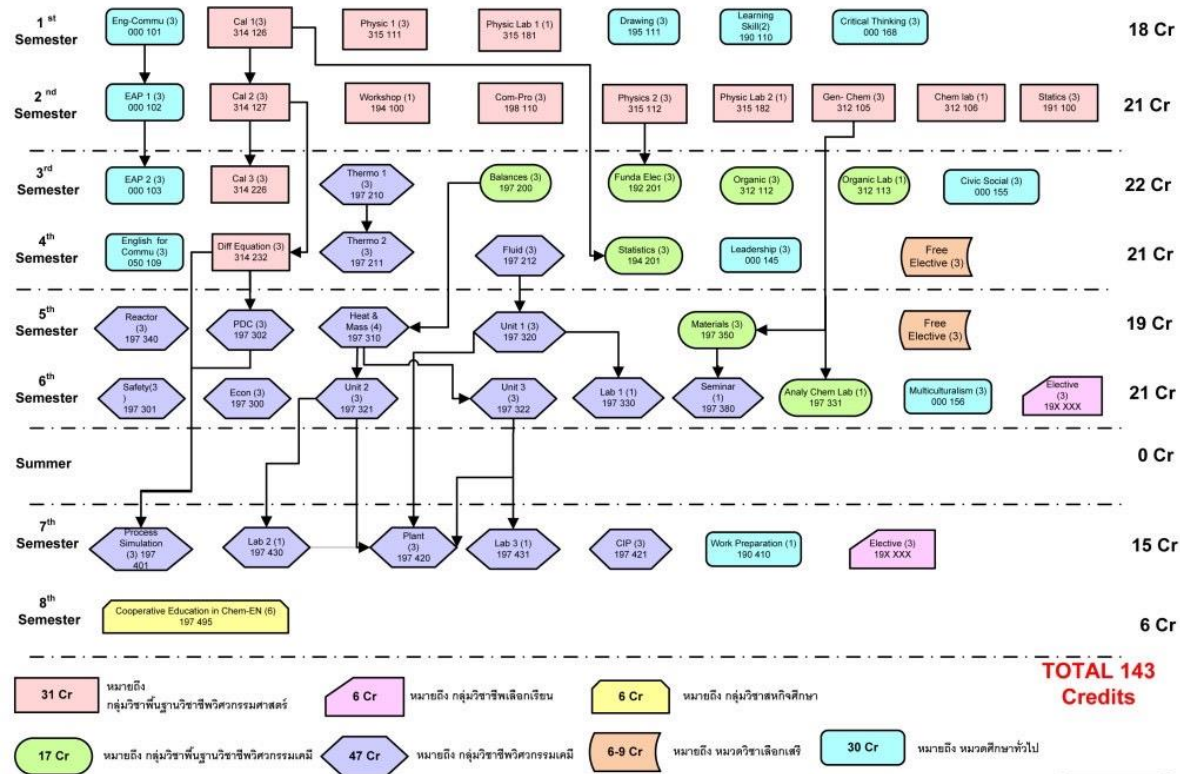 1 st
Semester
Eng-Commu (3)
000 101
Cal 1(3)
314 126
Physic 1 (3)
315 111
Physic Lab 1 (1)
315 181
Drawing (3)
195 111
Learning
Skill(2)
190 110
Critical Thinking (3)
000 168
18 Cr
2 nd
Semester
EAP 1 (3)
000 102
Cal 2 (3)
314 127
Workshop (1)
194 100
Com-Pro (3)
198 110
Physics 2 (3)
315 112
Physic Lab 2 (1)
315 182
Gen- Chem (3)
312 105
Chem lab (1)
312 106
Statics (3)
191 100
21 Cr
3rd
Semester
EAP 2 (3)
000 103
Cal 3 (3)
314 226
Thermo 1
(3)
197 210
Balances (3)
197 200
Funda Elec (3)
192 201
Organic (3)
312 112
Organic Lab (1)
312 113
Civic Social (3)
000 155
22 Cr
4th
Semester
English for
Commu (3)
050 109
Diff Equation (3)
314 232
Thermo 2
(3)
197 211
Fluid (3)
197 212
Statistics (3)
194 201
Leadership (3)
000 145
Free
Elective (3)
21 Cr
5th
Semester
Reactor
(3)
197 340
PDC (3)
197 302
Heat &
Mass (4)
197 310
Unit 1 (3)
197 320
Materials (3)
197 350
Free
Elective (3)
19 Cr
6th
Semester
Safety(3
)
197 301
Econ (3)
197 300
Unit 2
(3)
197 321
Unit 3
(3)
197 322
Lab 1 (1)
197 330
Seminar
(1)
197 380
Analy Chem Lab (1)
197 331
Multiculturalism (3)
000 156
Elective
(3)
19X XXX
21 Cr
Summer
0 Cr
7th
Semester
Process
Simulation
(3) 197
401
Lab 2 (1)
197 430
Plant
(3)
197 420
Lab 3 (1)
197 431
CIP (3)
197 421
Work Preparation (1)
190 410
Elective (3)
19X XXX
15 Cr
8th
Semester
Cooperative Education in Chem-EN (6)
197 495
6 Cr
TOTAL 143
Credits
31 Cr
หมายถึง
กลุ่มวิชาพื้นฐานวิชาชีพวิศวกรรมศาสตร์
6 Cr
หมายถึง กลุ่มวิชาชีพเลือกเรียน
6 Cr
หมายถึง กลุ่มวิชาสหกิจศึกษา
17 Cr
หมายถึง กลุ่มวิชาพื้นฐานวิชาชีพวิศวกรรมเคมี
47 Cr
หมายถึง กลุ่มวิชาชีพวิศวกรรมเคมี
6-9 Cr
หมายถึง หมวดวิชาเลือกเสรี
30 Cr
หมายถึง หมวดศึกษาทั่วไป